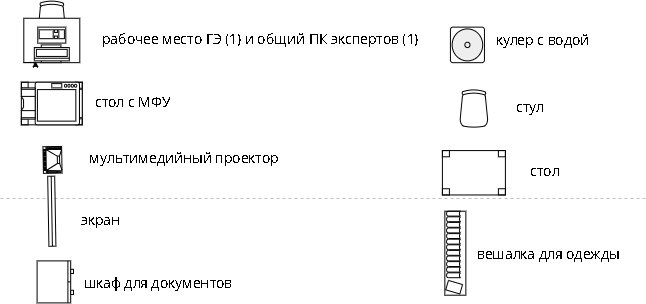 рабочее место ГЭ (1) и общий ПК экспертов (1)
кулер с водой
стол с МФУ
стул
мультимедийный проектор
стол
экран
вешалка для одежды
шкаф для документов